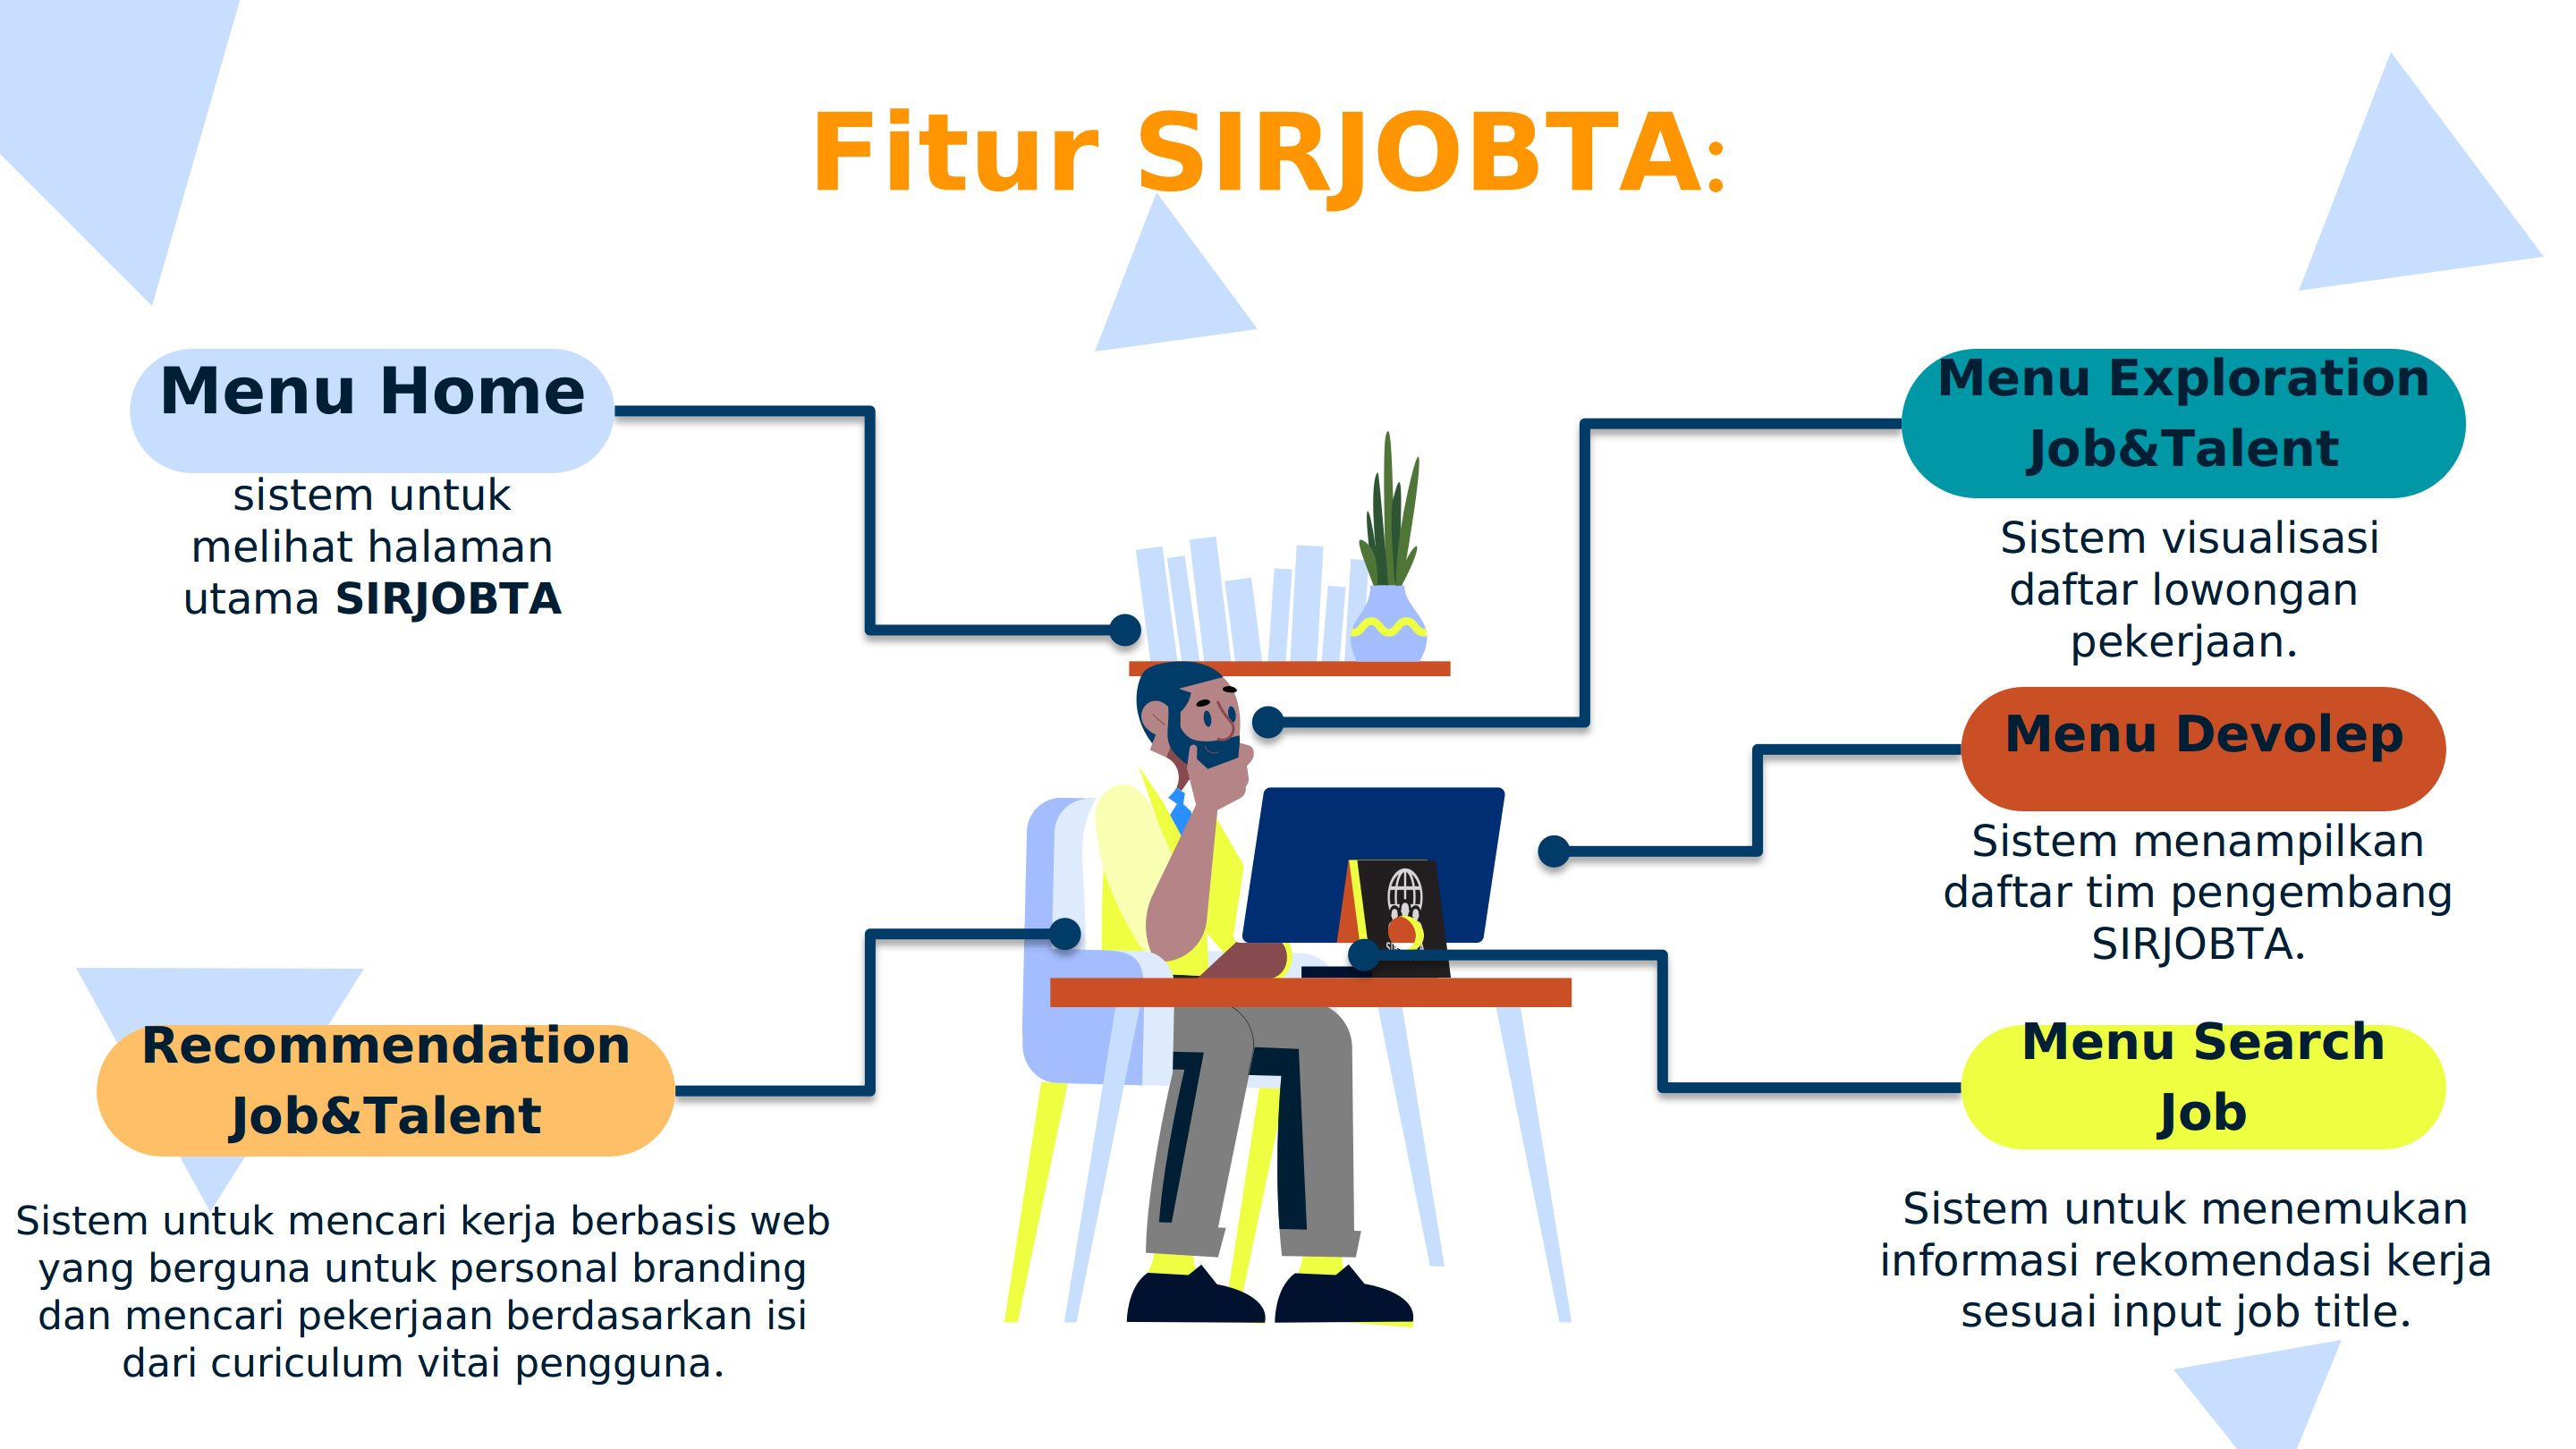 Fitur SIRJOBTA:
Menu Home
sistem untuk
melihat halaman
utama SIRJOBTA
Recommendation
Job&Talent
Sistem untuk mencari kerja berbasis web
yang berguna untuk personal branding
dan mencari pekerjaan berdasarkan isi
dari curiculum vitai pengguna.
Menu Exploration
Job&Talent
Sistem visualisasi
daftar lowongan
pekerjaan.
Menu Devolep
Sistem menampilkan
daftar tim pengembang
SIRJOBTA.
Menu Search
Job
Sistem untuk menemukan
informasi rekomendasi kerja
sesuai input job title.